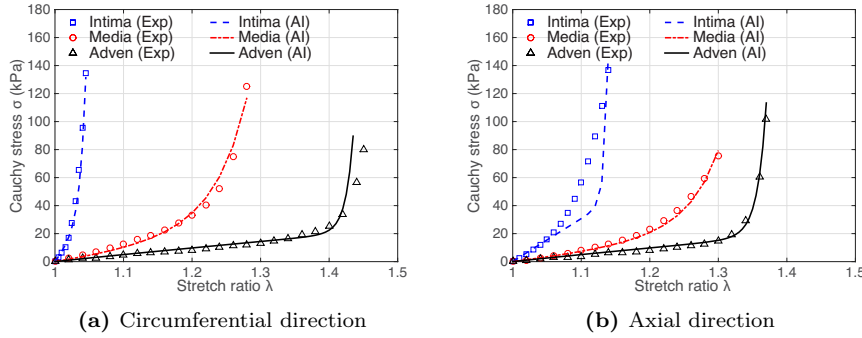 180
160
140
120
100
80
60
40
20
0
Cauchy stress σ (kPa)
Intima (Exp)
Media (Exp)
Adven (Exp)
Intima (AI)
Media (AI)
Adven (AI)
1
1.1
1.2
1.3
1.4
1.5
Stretch ratio λ
(a) Circumferential direction
180
160
140
120
100
80
60
40
20
0
Cauchy stress σ (kPa)
Intima (Exp)
Media (Exp)
Adven (Exp)
Intima (AI)
Media (AI)
Adven (AI)
1
1.1
1.2
1.3
1.4
1.5
Stretch ratio λ
(b) Axial direction